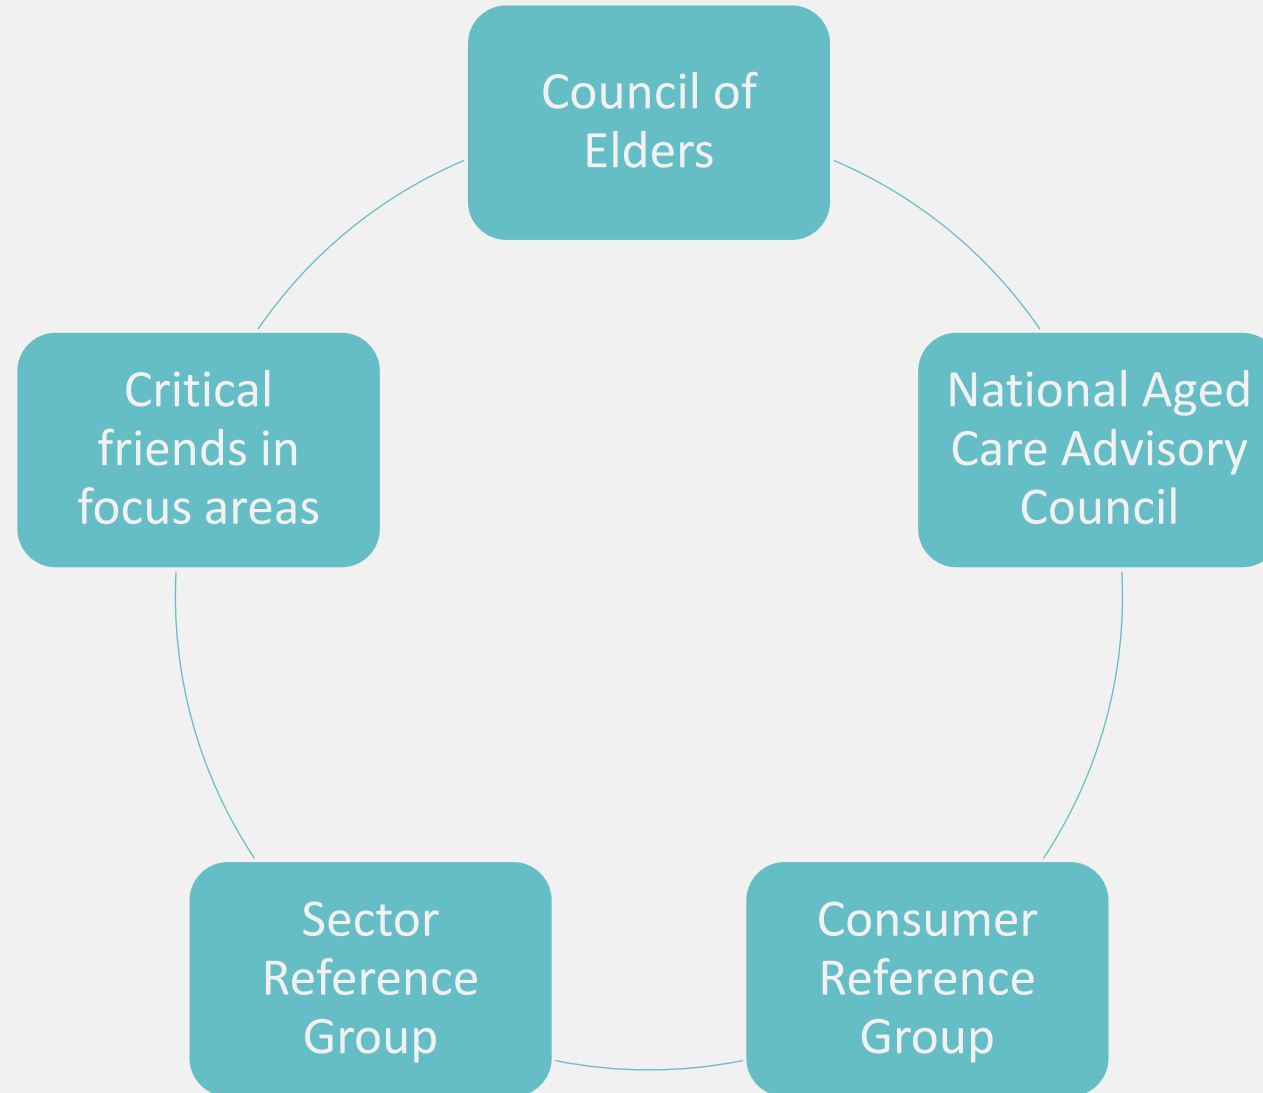 Council of
Elders
National Aged
Care Advisory
Council
Consumer
Reference
Group
Sector
Reference
Group
Critical
friends in
focus areas